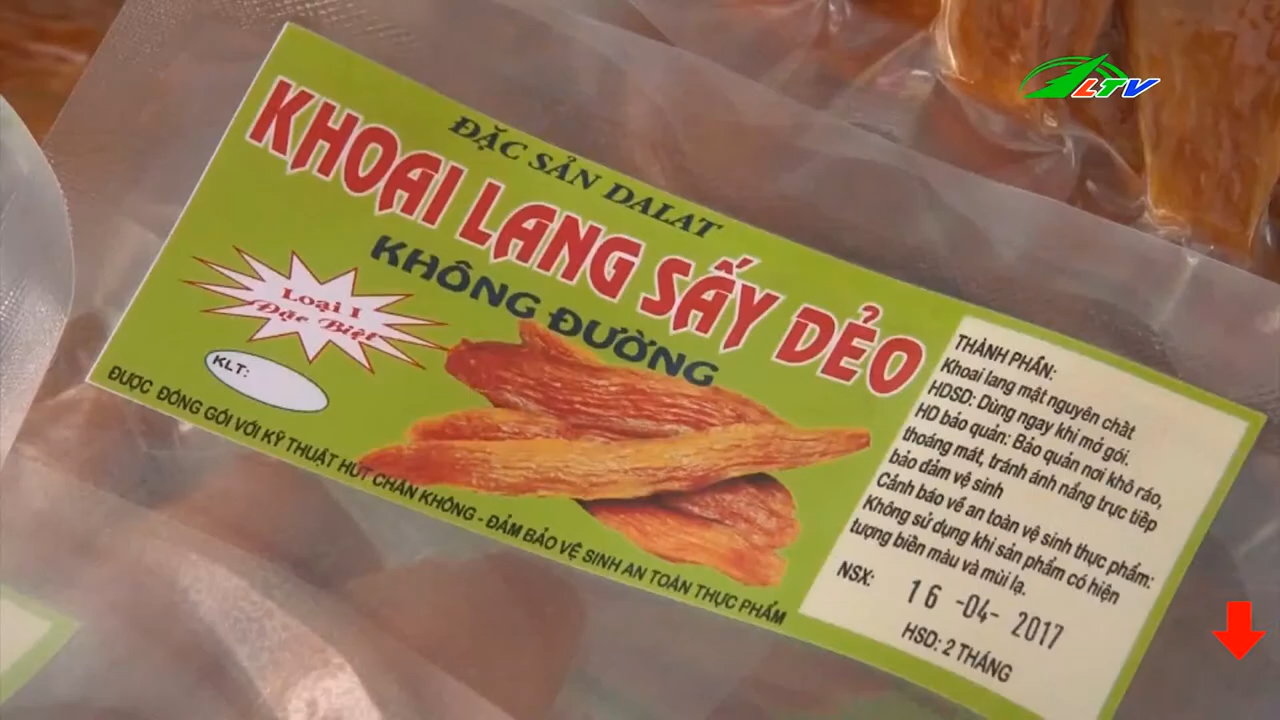 LTV
ĐẶC SẢN DALAT
KHOAI LANG SẤY DẺO
KHÔNG ĐƯỜNG
Loại I
Đặc Biệt
KLT:
ĐƯỢC ĐÓNG GÓI VỚI KỸ THUẬT HÚT CHÂN KHÔNG - ĐẢM BẢO VỆ SINH AN TOÀN THỰC PHẨM
THÀNH PHẦN:
Khoai lang mật nguyên chất
HDSD: Dùng ngay khi mở gói.
HD bảo quản: Bảo quản nơi khô ráo,
thoáng mát, tránh ánh nắng trực tiếp
bảo đảm vệ sinh
Cảnh báo về an toàn vệ sinh thực phẩm:
Không sử dụng khi sản phẩm có hiện
tượng biến màu và mùi lạ.
NSX: 16 -04- 2017
HSD: 2 THÁNG